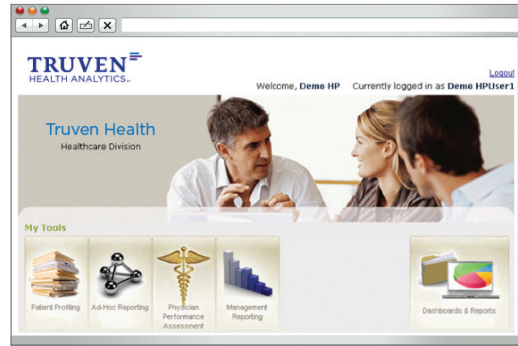 TRUVEN
HEALTH ANALYTICS
Logout
Welcome, Demo HP Currently logged in as Demo HPUser1
Truven Health
Healthcare Division
My Tools
Patient Profiling
Ad-Hoc Reporting
Physician
Performance
Assessment
Management
Reporting
Dashboards & Reports